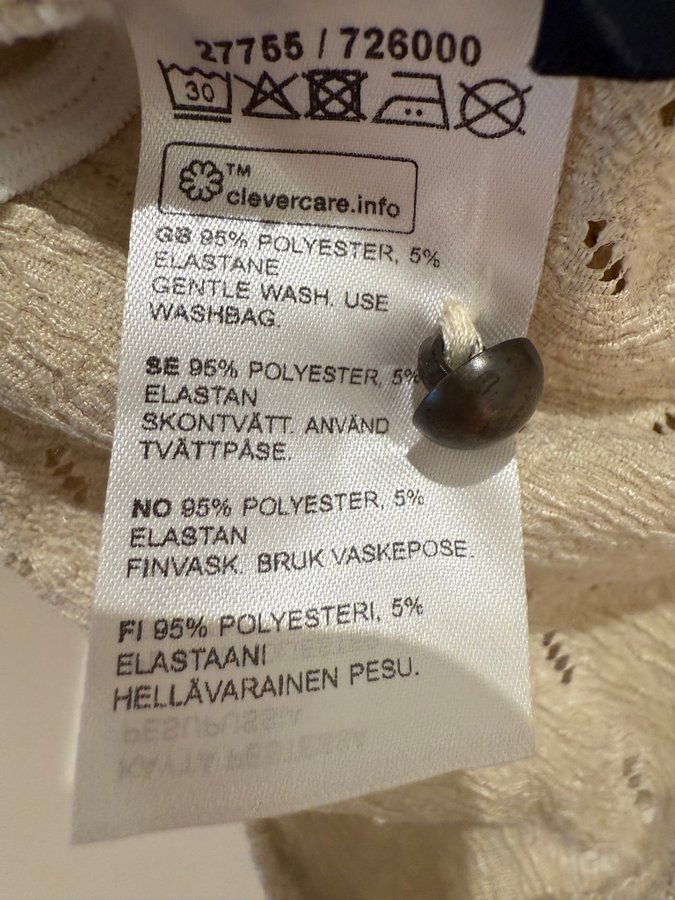 27755 / 726000
30
™
clevercare.info
GB 95% POLYESTER, 5%
ELASTANE
GENTLE WASH. USE
WASHBAG.
SE 95% POLYESTER, 5%
ELASTAN
SKONTVÄTT. ANVÄND
TVÄTTPÅSE.
NO 95% POLYESTER, 5%
ELASTAN
FINVASK. BRUK VASKEPOSE.
FI 95% POLYESTERI, 5%
ELASTAANI
HELLÄVARAINEN PESU.